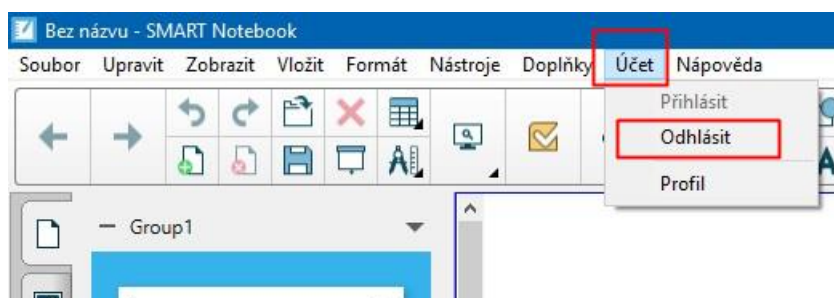 Bez názvu - SMART Notebook
Soubor Upravit Zobrazit Vložit Formát Nástroje Doplňky Účet Nápověda
Přihlásit
Odhlásit
Profil
Group1